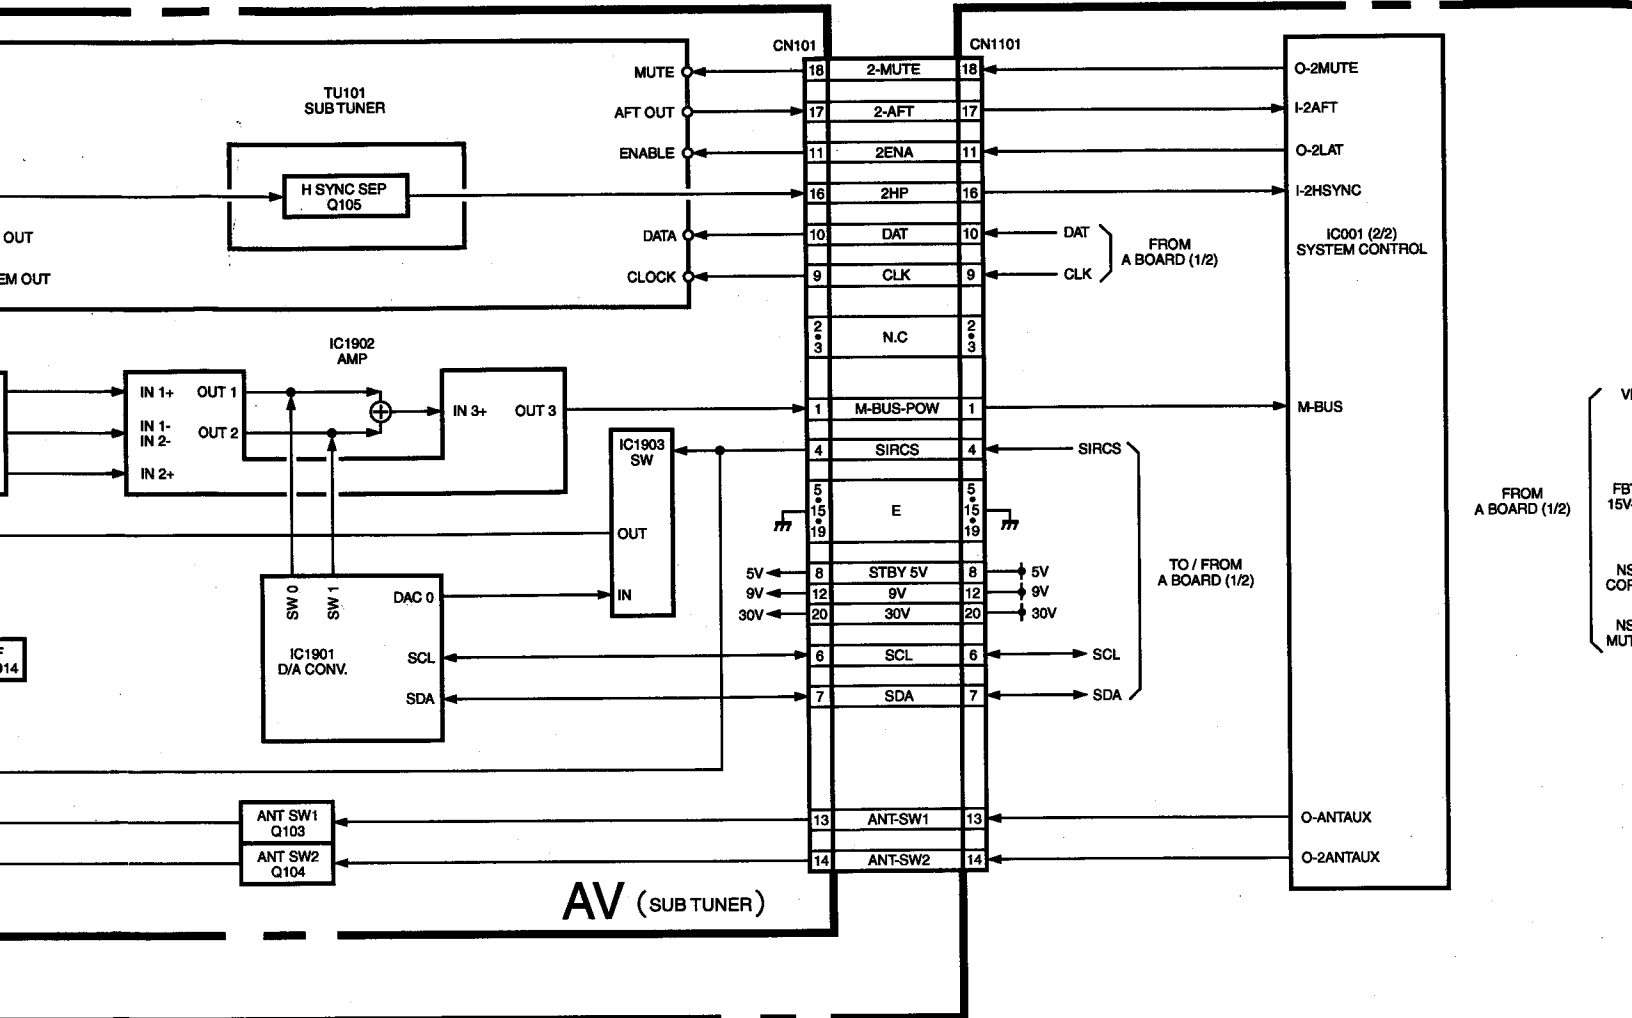 CN101
CN1101
MUTE
18
2-MUTE
18
O-2MUTE
TU101
SUB TUNER
AFT OUT
17
2-AFT
17
I-2AFT
ENABLE
11
2ENA
11
O-2LAT
H SYNC SEP
Q105
16
2HP
16
I-2HSYNC
OUT
DATA
10
DAT
10
DAT
FROM
A BOARD (1/2)
IC001 (2/2)
SYSTEM CONTROL
EM OUT
CLOCK
9
CLK
9
CLK
2
3
N.C
2
3
IC1902
AMP
IN 1+
OUT 1
IN 1-
IN 2-
OUT 2
IN 2+
IN 3+
OUT 3
1
M-BUS-POW
1
M-BUS
IC1903
SW
4
SIRCS
4
SIRCS
5
15
19
E
5
15
19
FROM
A BOARD (1/2)
OUT
IN
5V
8
STBY 5V
8
5V
9V
12
9V
12
9V
30V
20
30V
20
30V
TO / FROM
A BOARD (1/2)
SW 0
SW 1
DAC 0
IC1901
D/A CONV.
SCL
6
SCL
6
SCL
SDA
7
SDA
7
SDA
FBT
15V
NS
COR
NS
MUT
014
ANT SW1
Q103
13
ANT-SW1
13
O-ANTAUX
ANT SW2
Q104
14
ANT-SW2
14
O-2ANTAUX
AV (SUB TUNER)